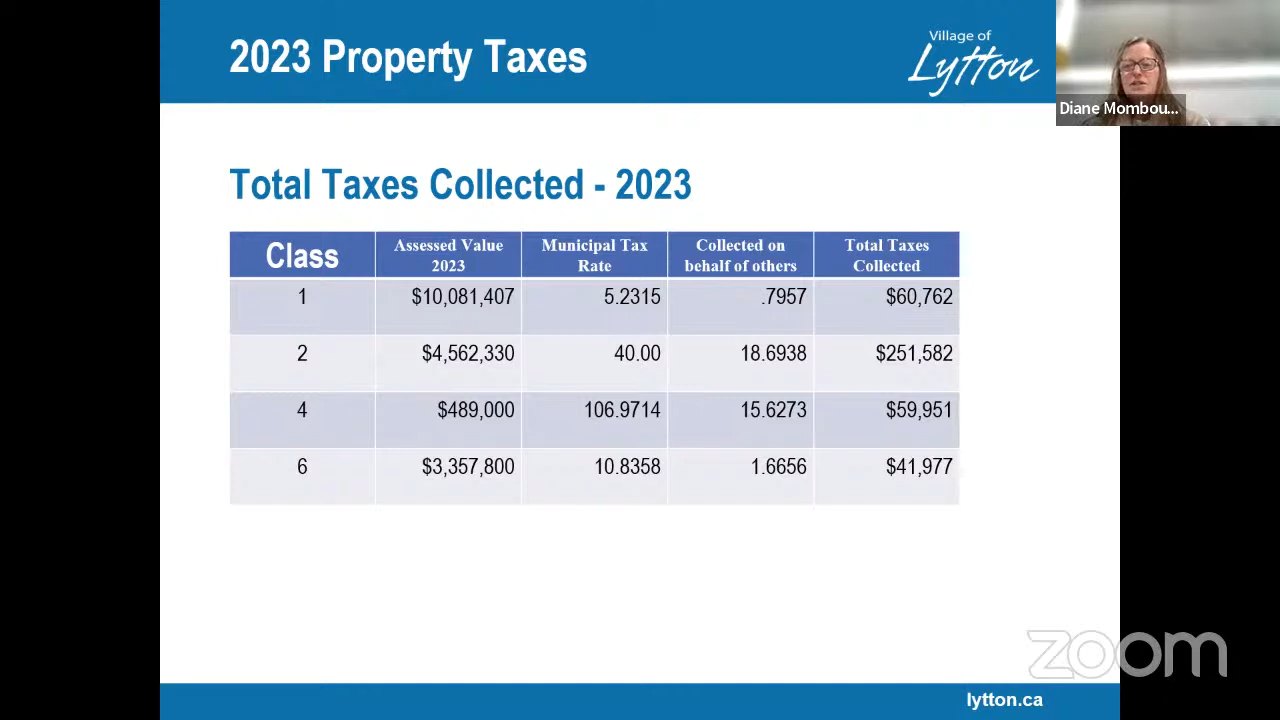 2023 Property Taxes
Village of
Lytton
Diane Mombou...
Total Taxes Collected - 2023
Class
Assessed Value
2023
Municipal Tax
Rate
Collected on
behalf of others
Total Taxes
Collected
1 $10,081,407 5.2315 .7957 $60,762
2 $4,562,330 40.00 18.6938 $251,582
4 $489,000 106.9714 15.6273 $59,951
6 $3,357,800 10.8358 1.6656 $41,977
zoom
lytton.ca